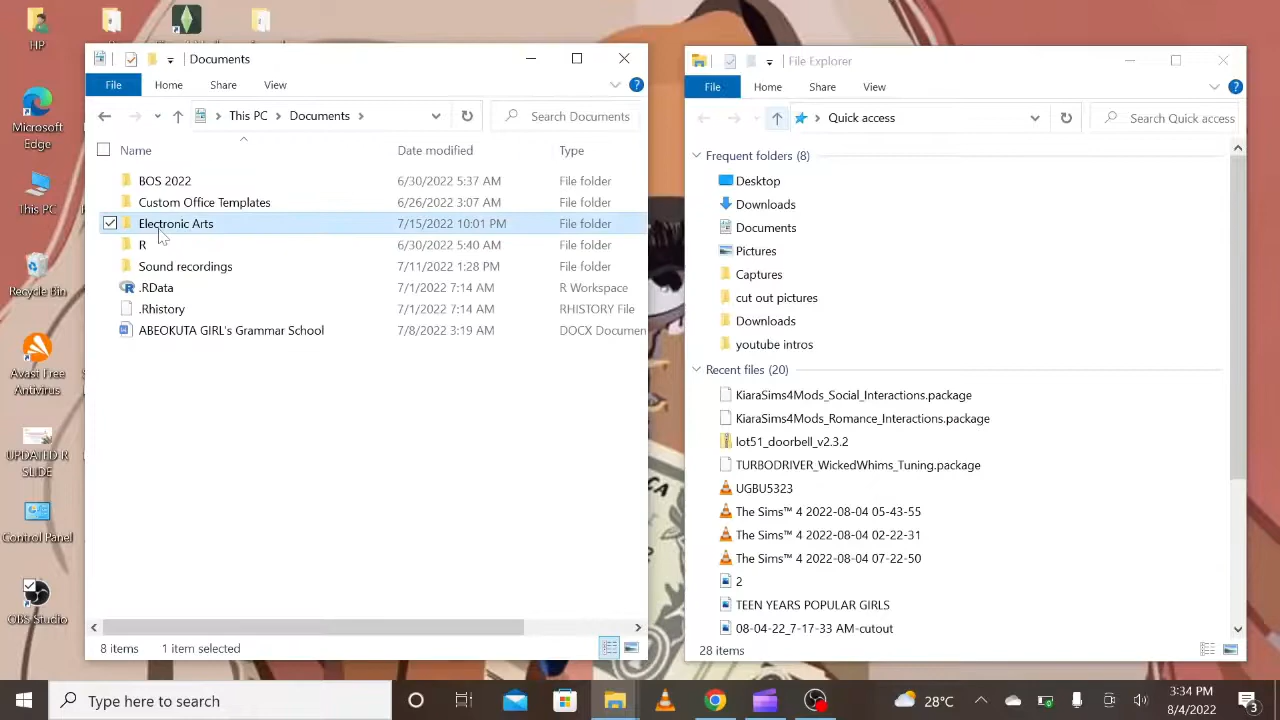 HP
Microsoft
Edge
This PC
Recycle Bin
Avast Free
Antivirus
UPDATED R
SLIDE
Control Panel
OBS Studio
Documents
File Home Share View
This PC > Documents >
Search Documents
Name Date modified Type
BOS 2022 6/30/2022 5:37 AM File folder
Custom Office Templates 6/26/2022 3:07 AM File folder
Electronic Arts 7/15/2022 10:01 PM File folder
R 6/30/2022 5:40 AM File folder
Sound recordings 7/11/2022 1:28 PM File folder
.RData 7/1/2022 7:14 AM R Workspace
.Rhistory 7/1/2022 7:14 AM RHISTORY File
ABEOKUTA GIRL's Grammar School 7/8/2022 3:19 AM DOCX Documen
8 items 1 item selected
File Explorer
File Home Share View
Quick access
Search Quick access
Frequent folders (8)
Desktop
Downloads
Documents
Pictures
Captures
cut out pictures
Downloads
youtube intros
Recent files (20)
KiaraSims4Mods_Social_Interactions.package
KiaraSims4Mods_Romance_Interactions.package
lot51_doorbell_v2.3.2
TURBODRIVER_WickedWhims_Tuning.package
UGBU5323
The Sims™ 4 2022-08-04 05-43-55
The Sims™ 4 2022-08-04 02-22-31
The Sims™ 4 2022-08-04 07-22-50
2
TEEN YEARS POPULAR GIRLS
08-04-22_7-17-33 AM-cutout
28 items
Type here to search
28°C
3:34 PM
8/4/2022
3